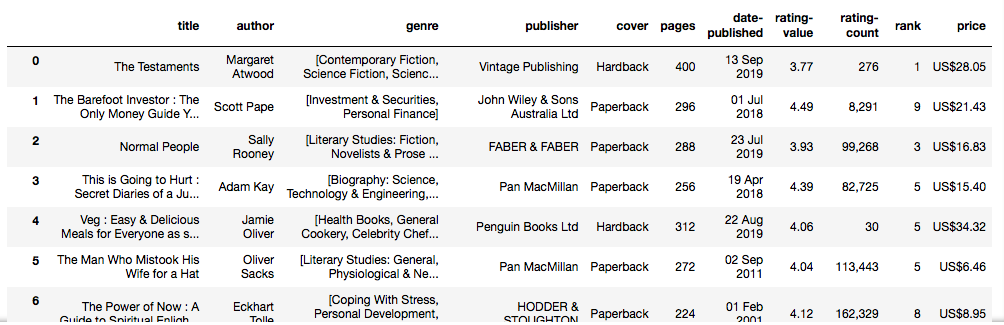 title author genre publisher cover pages date-published rating-value rating-count rank price
0 The Testaments Margaret Atwood [Contemporary Fiction, Science Fiction, Scienc... Vintage Publishing Hardback 400 13 Sep 2019 3.77 276 1 US$28.05
1 The Barefoot Investor : The Only Money Guide Y... Scott Pape [Investment & Securities, Personal Finance] John Wiley & Sons Australia Ltd Paperback 296 01 Jul 2018 4.49 8,291 9 US$21.43
2 Normal People Sally Rooney [Literary Studies: Fiction, Novelists & Prose ... FABER & FABER Paperback 288 23 Jul 2019 3.93 99,268 3 US$16.83
3 This is Going to Hurt : Secret Diaries of a Ju... Adam Kay [Biography: Science, Technology & Engineering,... Pan MacMillan Paperback 256 19 Apr 2018 4.39 82,725 5 US$15.40
4 Veg : Easy & Delicious Meals for Everyone as s... Jamie Oliver [Health Books, General Cookery, Celebrity Chef... Penguin Books Ltd Hardback 312 22 Aug 2019 4.06 30 5 US$34.32
5 The Man Who Mistook His Wife for a Hat Oliver Sacks [Literary Studies: General, Physiological & Ne... Pan MacMillan Paperback 272 02 Sep 2011 4.04 113,443 5 US$6.46
6 The Power of Now : A Guide to Spiritual Enligh... Eckhart Tolle [Coping With Stress, Personal Development, HODDER & STOUGHTON Paperback 224 01 Feb 2001 4.12 162,329 8 US$8.95